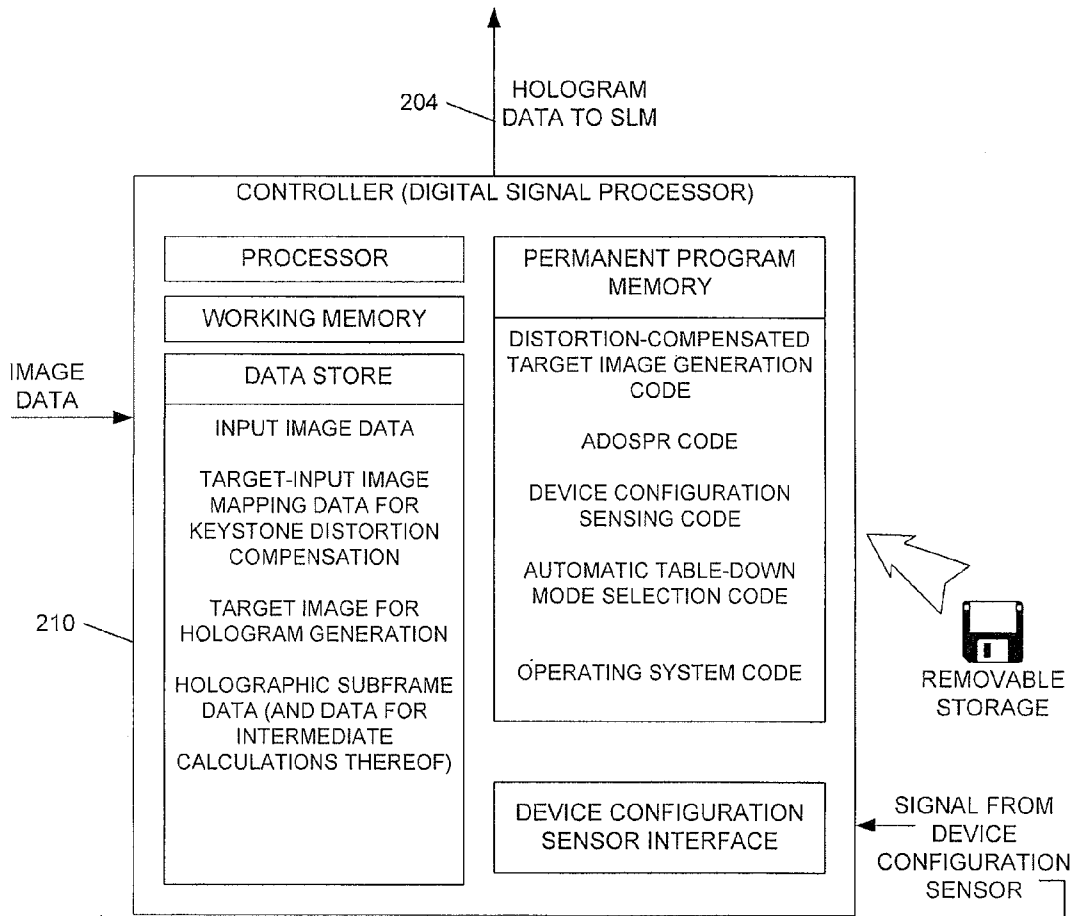 204
HOLOGRAM
DATA TO SLM
CONTROLLER (DIGITAL SIGNAL PROCESSOR)
PROCESSOR
WORKING MEMORY
DATA STORE
INPUT IMAGE DATA
TARGET-INPUT IMAGE
MAPPING DATA FOR
KEYSTONE DISTORTION
COMPENSATION
TARGET IMAGE FOR
HOLOGRAM GENERATION
HOLOGRAPHIC SUBFRAME
DATA (AND DATA FOR
INTERMEDIATE
CALCULATIONS THEREOF)
PERMANENT PROGRAM
MEMORY
DISTORTION-COMPENSATED
TARGET IMAGE GENERATION
CODE
ADOSPR CODE
DEVICE CONFIGURATION
SENSING CODE
AUTOMATIC TABLE-DOWN
MODE SELECTION CODE
OPERATING SYSTEM CODE
DEVICE CONFIGURATION
SENSOR INTERFACE
IMAGE
DATA
210
REMOVABLE
STORAGE
SIGNAL FROM
DEVICE
CONFIGURATION
SENSOR